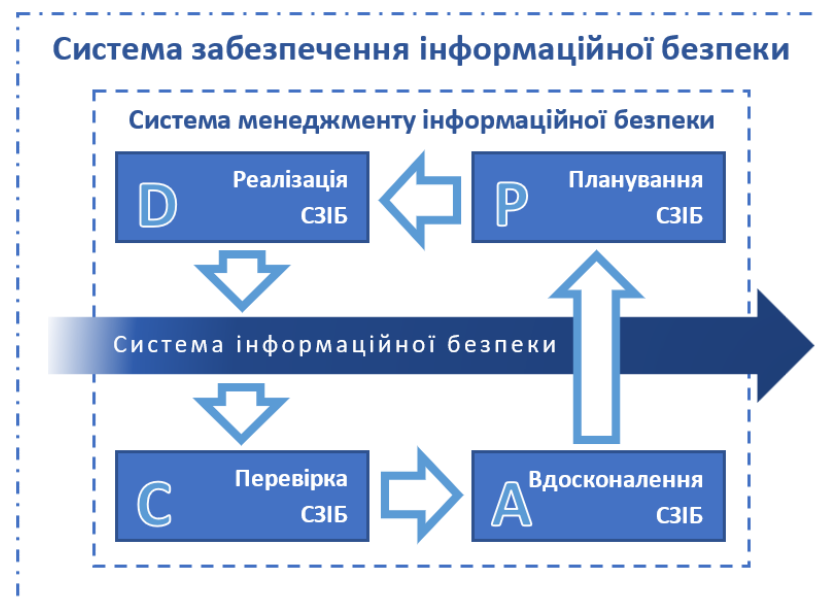 Система забезпечення інформаційної безпеки
Система менеджменту інформаційної безпеки
D
Реалізація
СЗІБ
P
Планування
СЗІБ
Система інформаційної безпеки
C
Перевірка
СЗІБ
A
Вдосконалення
СЗІБ